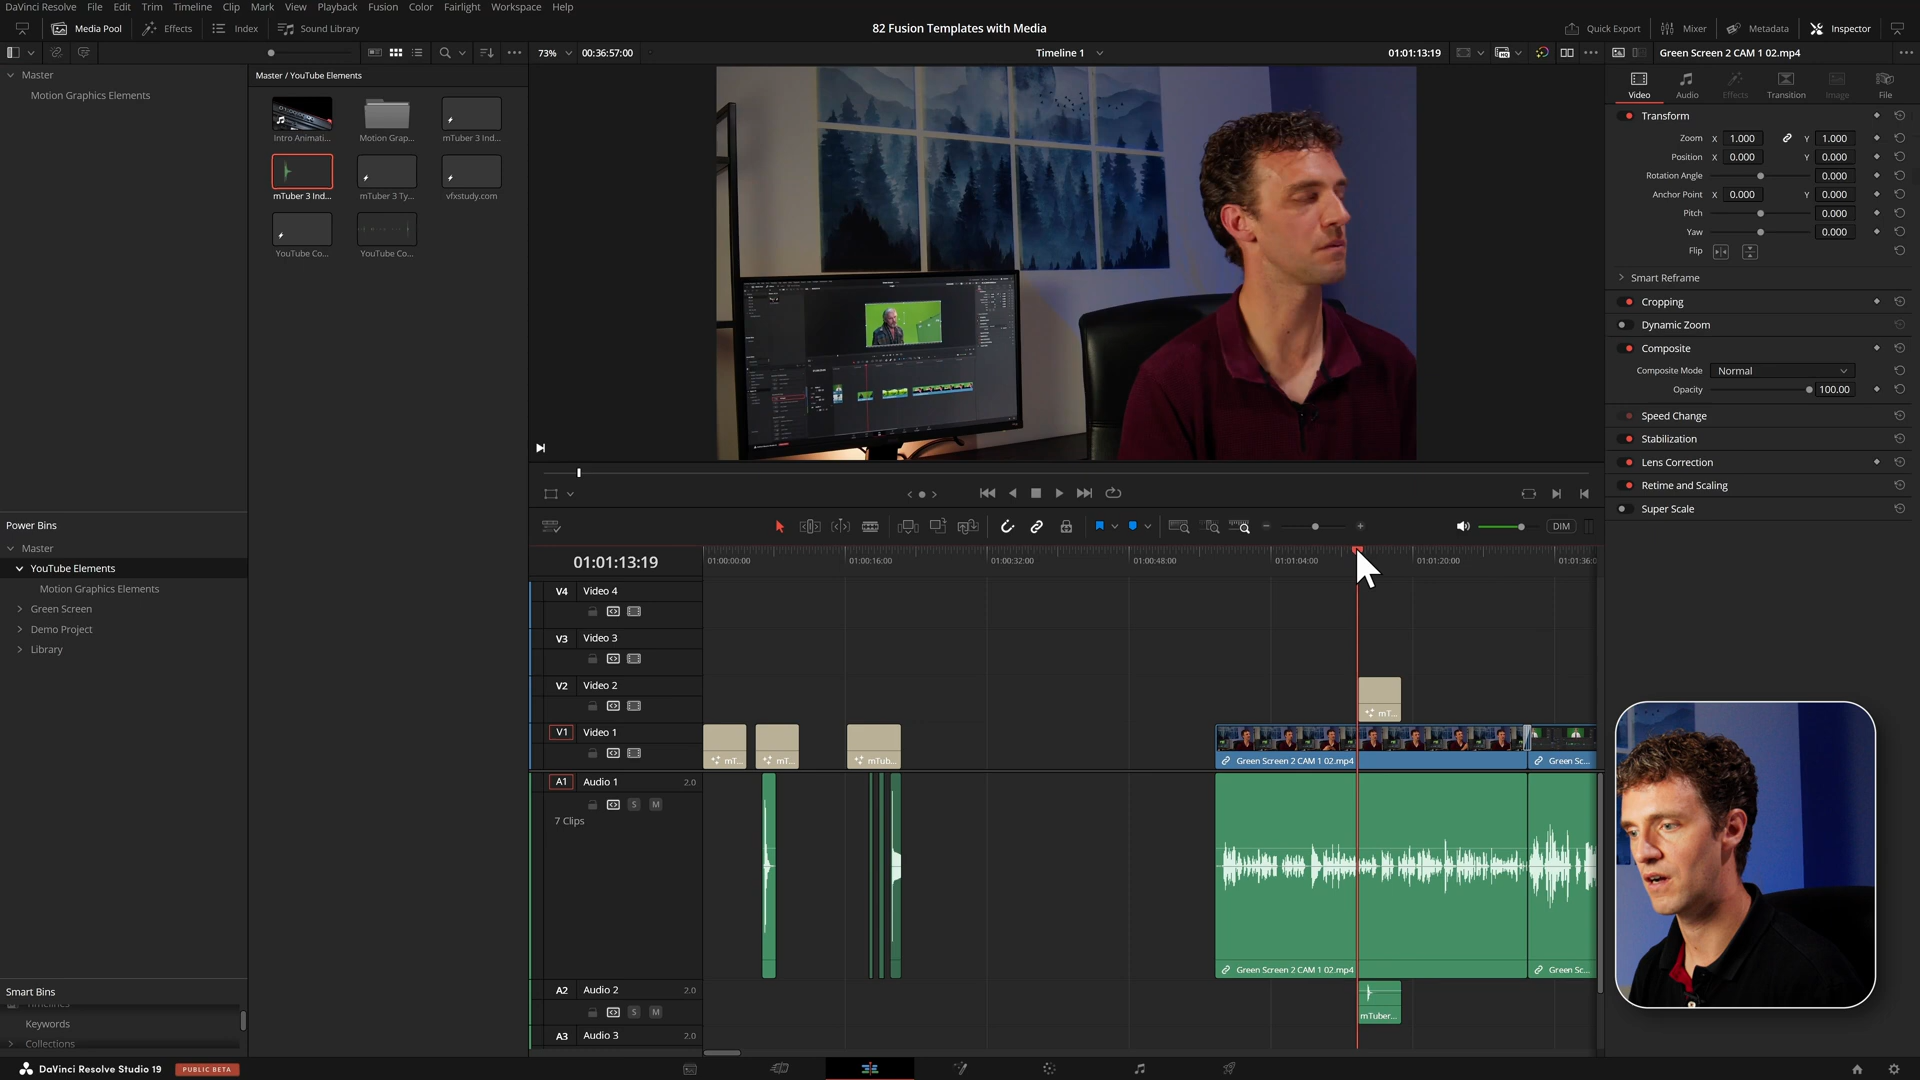 DaVinci Resolve File Edit Trim Timeline Clip Mark View Playback Fusion Color Fairlight Workspace Help
Media Pool Effects Index Sound Library 82 Fusion Templates with Media Quick Export Mixer Metadata Inspector
73% 00:36:57:00 Timeline 1 01:01:13:19 Green Screen 2 CAM 1 02.mp4
Master
Motion Graphics Elements
Master / YouTube Elements
Intro Animati...
Motion Grap...
mTuber 3 Ind...
mTuber 3 Ind...
mTuber 3 Ty...
vfxstudy.com
YouTube Co...
YouTube Co...
Video Audio Effects Transition Image File
Transform
Zoom X 1.000 Y 1.000
Position X 0.000 Y 0.000
Rotation Angle 0.000
Anchor Point X 0.000 Y 0.000
Pitch 0.000
Yaw 0.000
Flip
Smart Reframe
Cropping
Dynamic Zoom
Composite
Composite Mode Normal
Opacity 100.00
Speed Change
Stabilization
Lens Correction
Retime and Scaling
Super Scale
Power Bins
Master
YouTube Elements
Motion Graphics Elements
Green Screen
Demo Project
Library
Smart Bins
Keywords
Collections
DIM
01:01:13:19 01:00:00:00 01:00:16:00 01:00:32:00 01:00:48:00 01:01:04:00 01:01:20:00 01:01:36:0
V4 Video 4
V3 Video 3
V2 Video 2
mT...
V1 Video 1
mT... mT... mTub... Green Screen 2 CAM 1 02.mp4 Green Sc...
A1 Audio 1 2.0
S M
7 Clips
Green Screen 2 CAM 1 02.mp4 Green Sc...
A2 Audio 2 2.0
S M
mTuber...
A3 Audio 3 2.0
DaVinci Resolve Studio 19 PUBLIC BETA